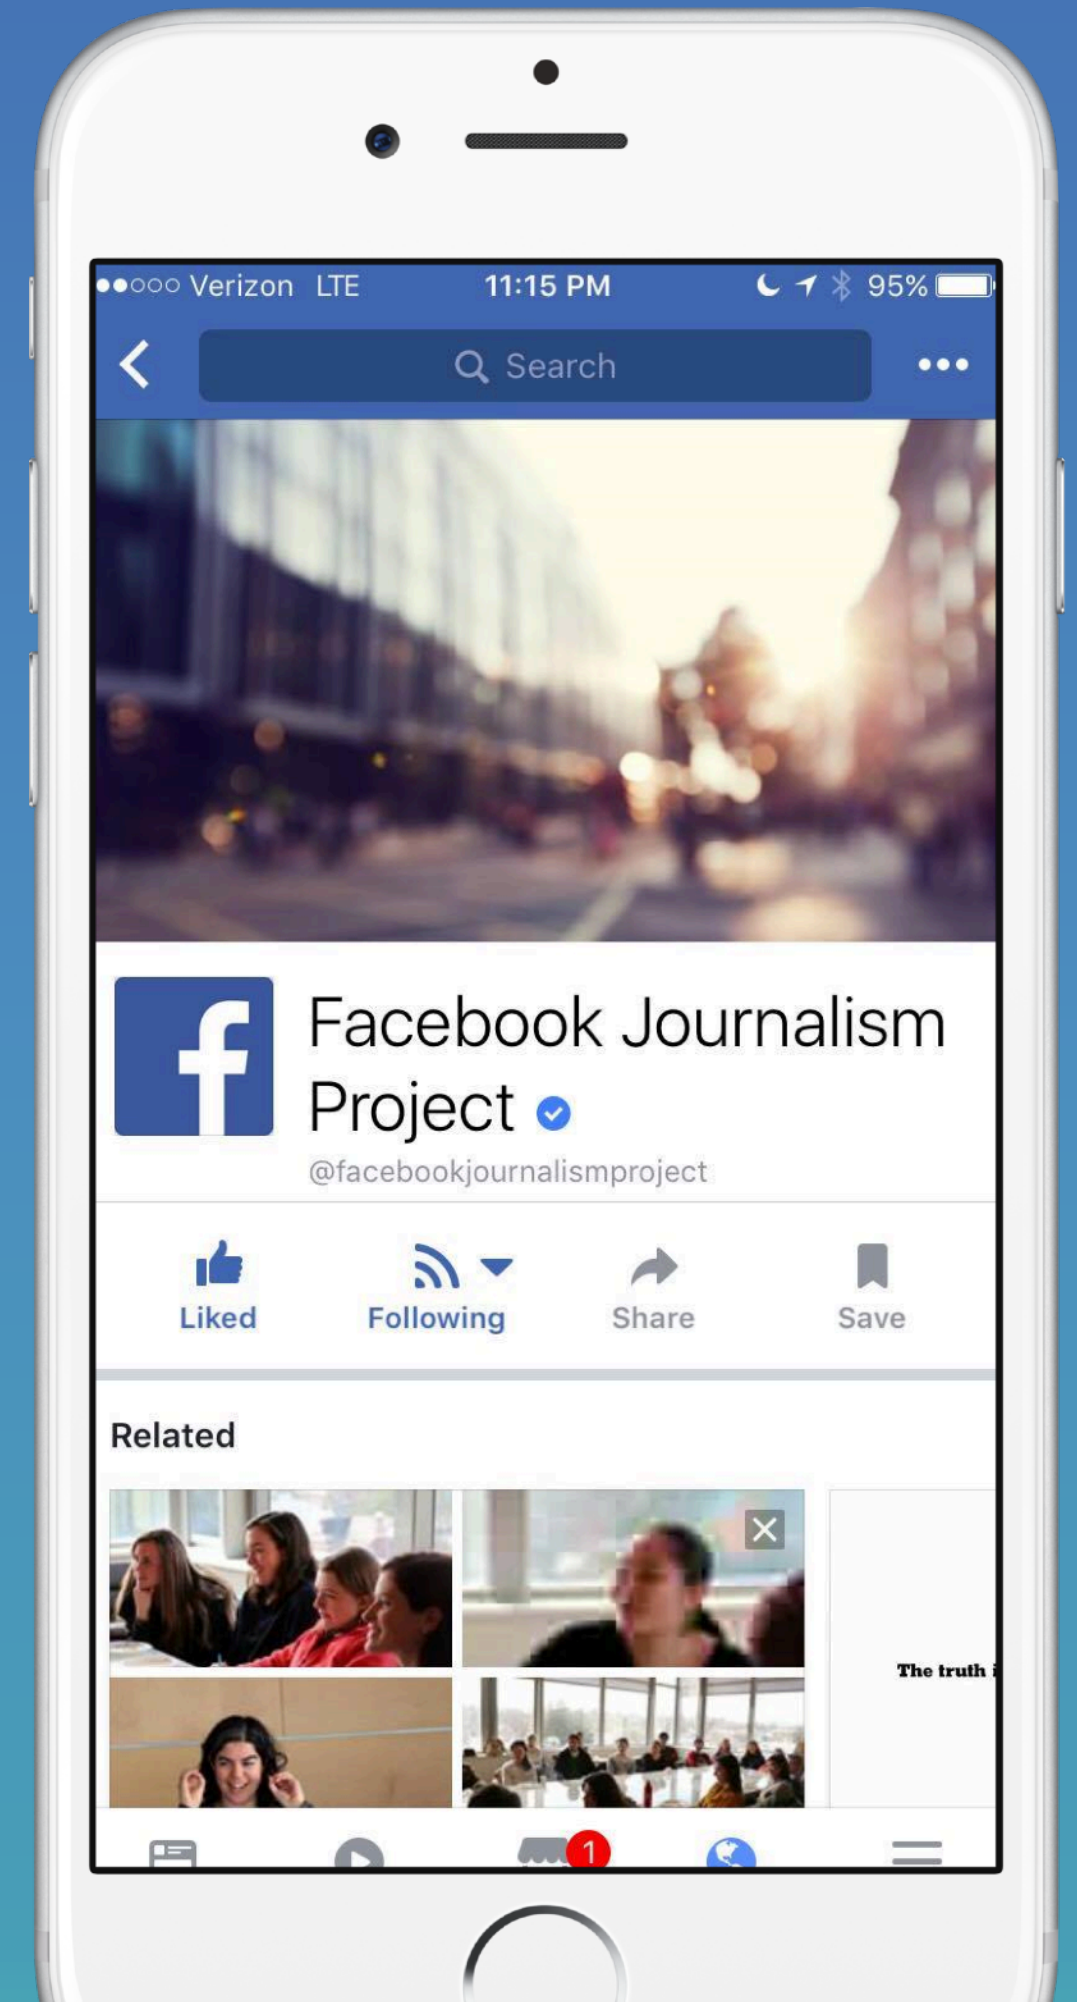 Verizon LTE 11:15 PM 95%
Search
Facebook Journalism
Project
@facebookjournalismproject
Liked Following Share Save
Related
The truth
1